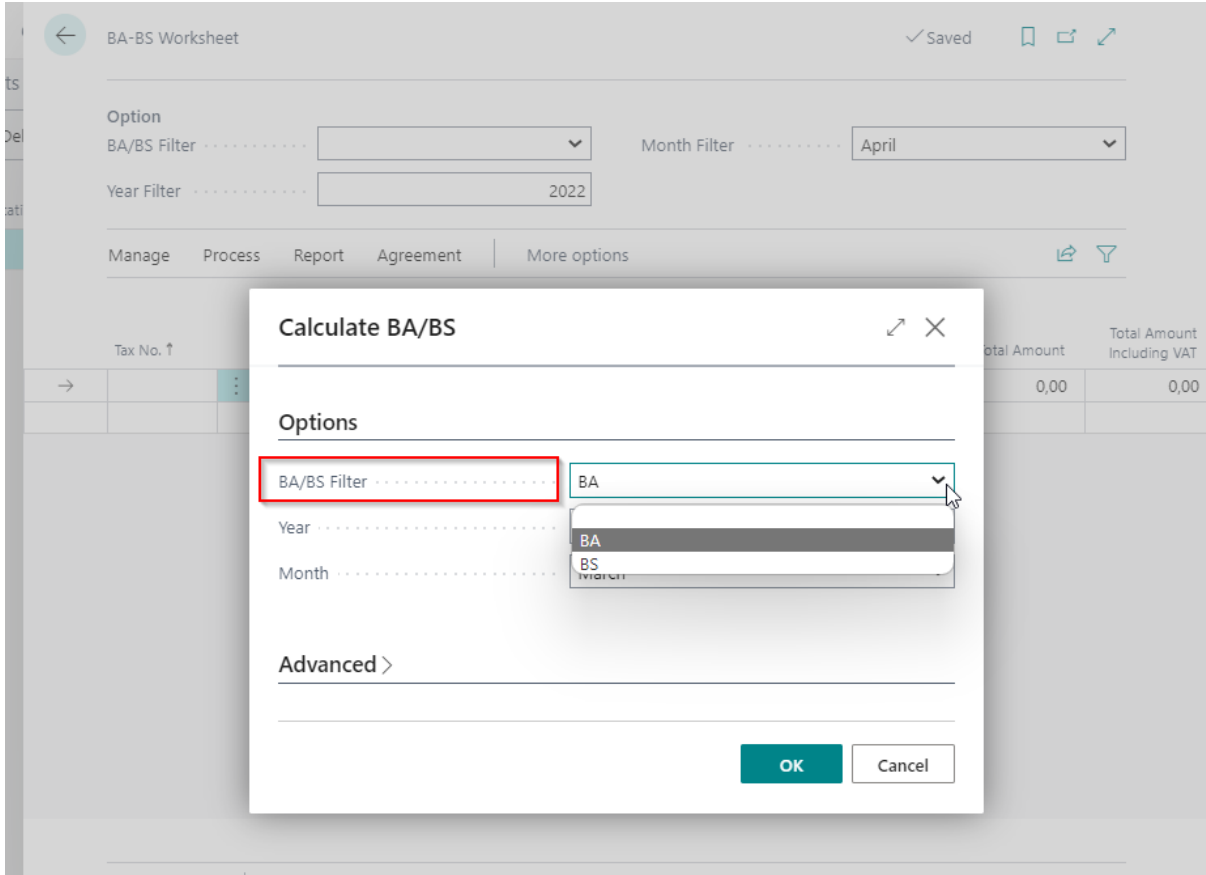 BA-BS Worksheet
Saved
ts
Option
BA/BS Filter
Month Filter
April
Year Filter
2022
Manage Process Report Agreement More options
Calculate BA/BS
Tax No. ↑
Total Amount
Total Amount
Including VAT
0,00
0,00
Options
BA/BS Filter
BA
Year
BA
BS
Month
March
Advanced >
OK
Cancel